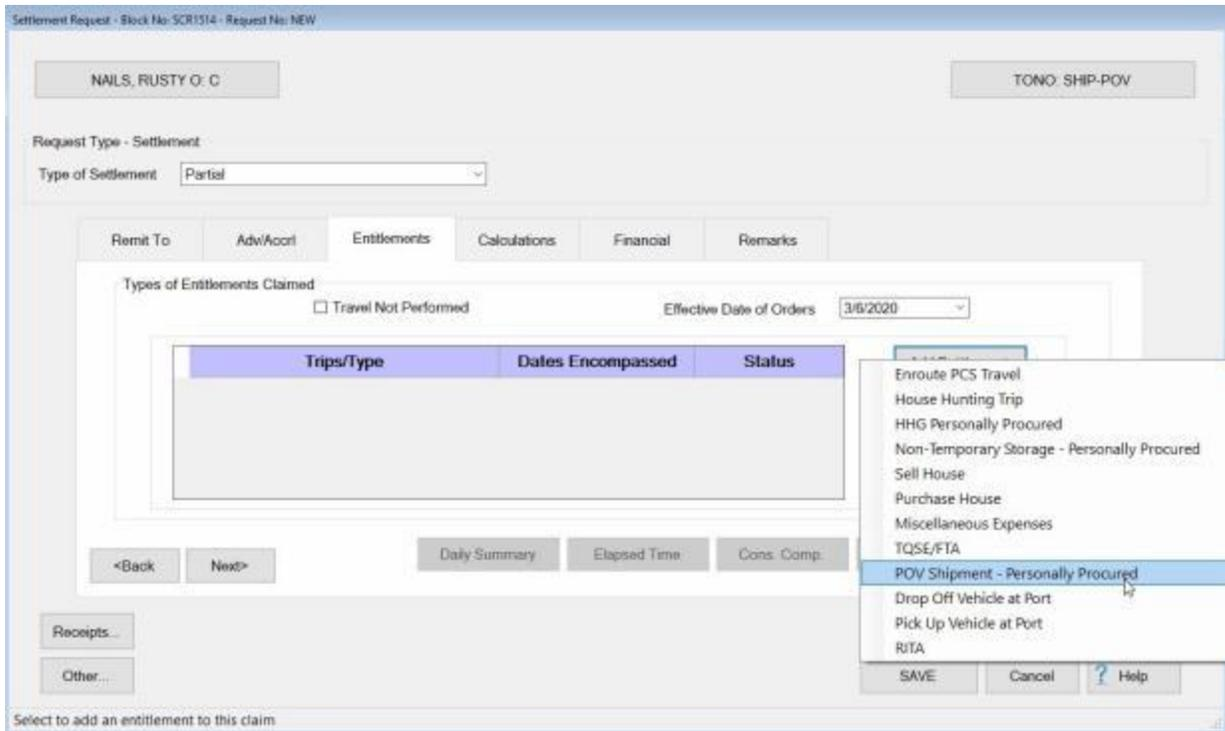 Settlement Request - Block No: SCR1514 - Request No: NEW
NAILS, RUSTY O: C
TONO: SHIP-POV
Request Type - Settlement
Type of Settlement
Partial
Remit To
Adv/Accrl
Entitlements
Calculations
Financial
Remarks
Types of Entitlements Claimed
Travel Not Performed
Effective Date of Orders
3/6/2020
Trips/Type
Dates Encompassed
Status
Enroute PCS Travel
House Hunting Trip
HHG Personally Procured
Non-Temporary Storage - Personally Procured
Sell House
Purchase House
Miscellaneous Expenses
TQSE/FTA
POV Shipment - Personally Procured
Drop Off Vehicle at Port
Pick Up Vehicle at Port
RITA
<Back
Next>
Daily Summary
Elapsed Time
Cons. Comp.
Receipts...
Other...
SAVE
Cancel
? Help
Select to add an entitlement to this claim